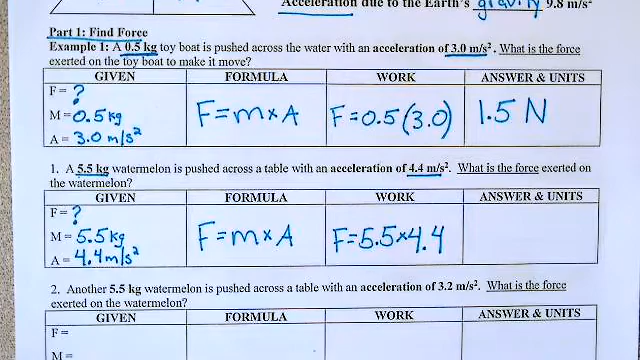 Acceleration due to the Earth's gravity 9.8 m/s²
Part 1: Find Force
Example 1: A 0.5 kg toy boat is pushed across the water with an acceleration of 3.0 m/s². What is the force
exerted on the toy boat to make it move?
GIVEN FORMULA WORK ANSWER & UNITS
F = ?
M = 0.5 kg F = m x A F = 0.5 (3.0) 1.5 N
A = 3.0 m/s²
1. A 5.5 kg watermelon is pushed across a table with an acceleration of 4.4 m/s². What is the force exerted on
the watermelon?
GIVEN FORMULA WORK ANSWER & UNITS
F = ?
M = 5.5 kg F = m x A F = 5.5 x 4.4
A = 4.4 m/s²
2. Another 5.5 kg watermelon is pushed across a table with an acceleration of 3.2 m/s². What is the force
exerted on the watermelon?
GIVEN FORMULA WORK ANSWER & UNITS
F =
M =